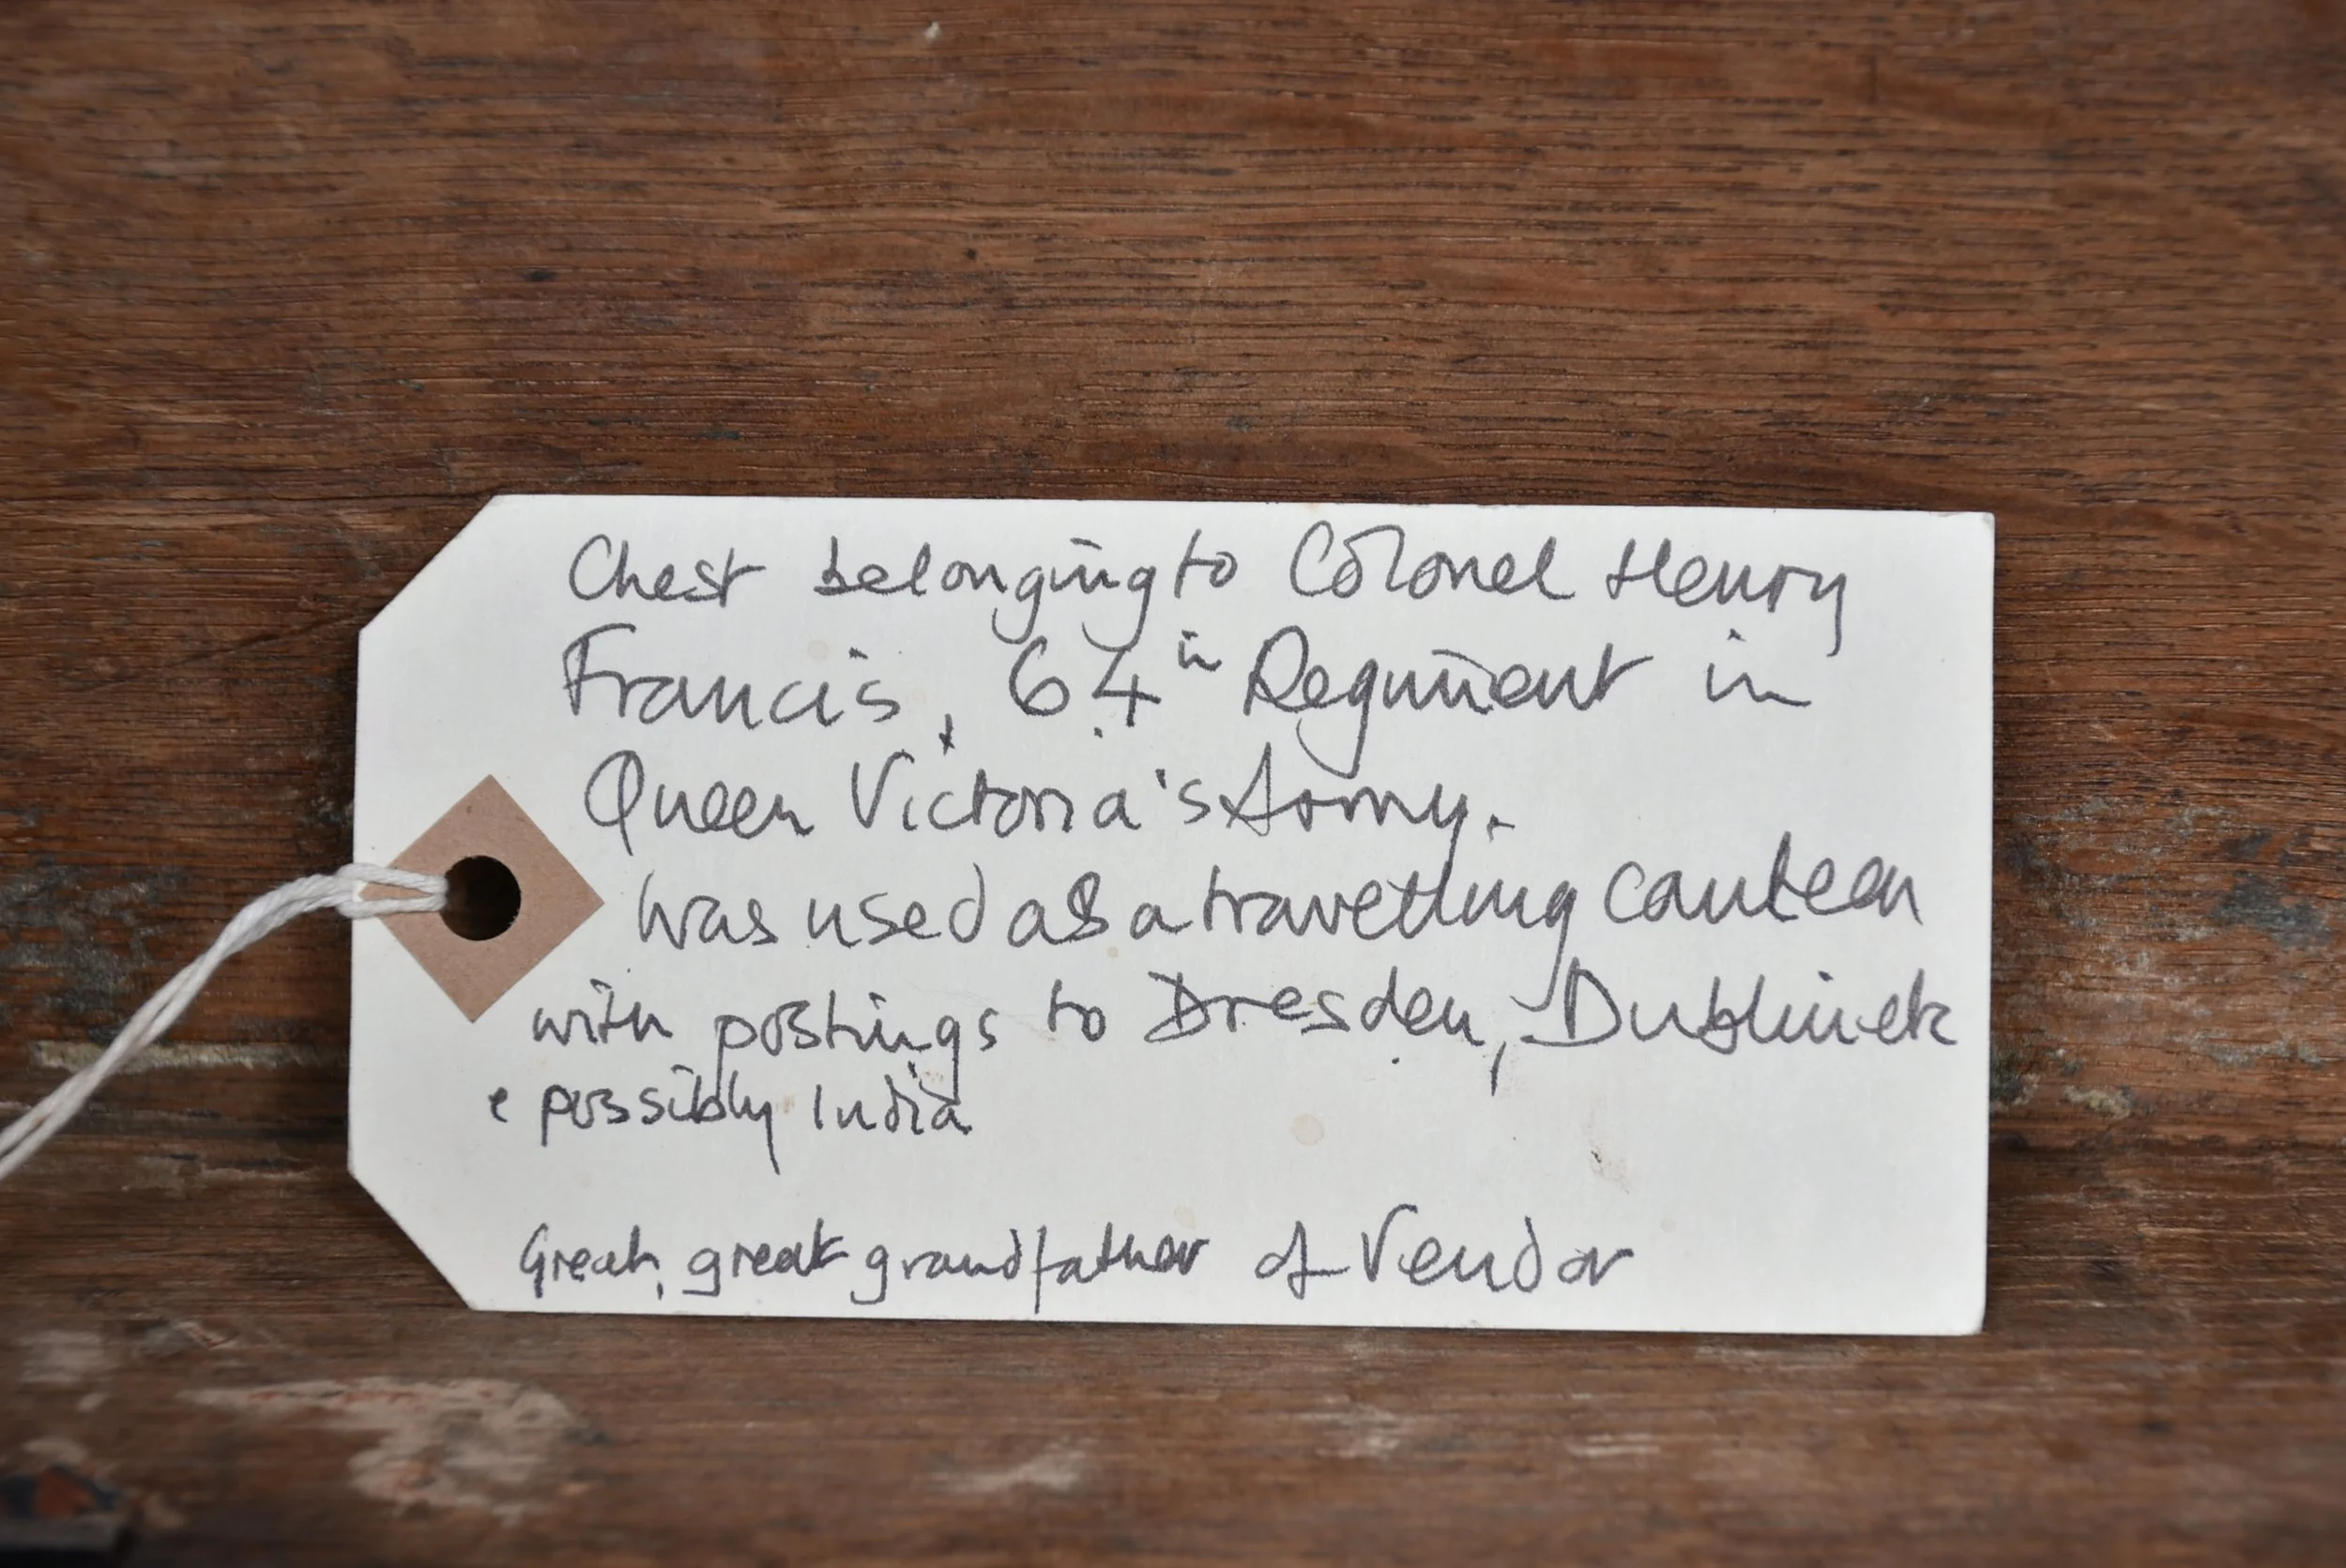 Chest belonging to Colonel Henry
Francis, 64th Regiment in
Queen Victoria's Army.
was used as a travelling canteen
with postings to Dresden, Dublin etc
& possibly India
Great, great grandfather of Vendor